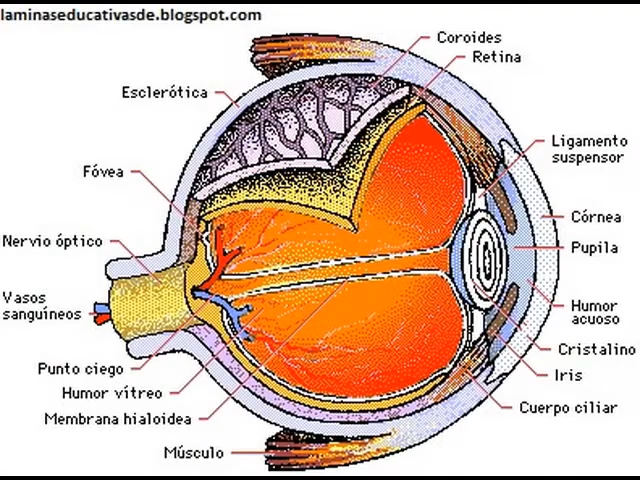 laminaseducativasde.blogspot.com
Coroides
Retina
Esclerótica
Ligamento
suspensor
Fóvea
Córnea
Nervio óptico
Pupila
Vasos
sanguíneos
Humor
acuoso
Cristalino
Punto ciego
Iris
Humor vítreo
Cuerpo ciliar
Membrana hialoidea
Músculo